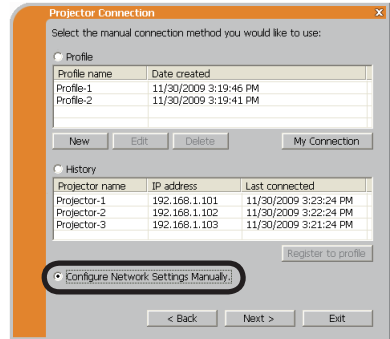 Projector Connection
Select the manual connection method you would like to use:
Profile
Profile name Date created
Profile-1 11/30/2009 3:19:46 PM
Profile-2 11/30/2009 3:19:41 PM
New Edit Delete My Connection
History
Projector name IP address Last connected
Projector-1 192.168.1.101 11/30/2009 3:23:24 PM
Projector-2 192.168.1.102 11/30/2009 3:22:24 PM
Projector-3 192.168.1.103 11/30/2009 3:21:24 PM
Register to profile
Configure Network Settings Manually.
< Back Next > Exit